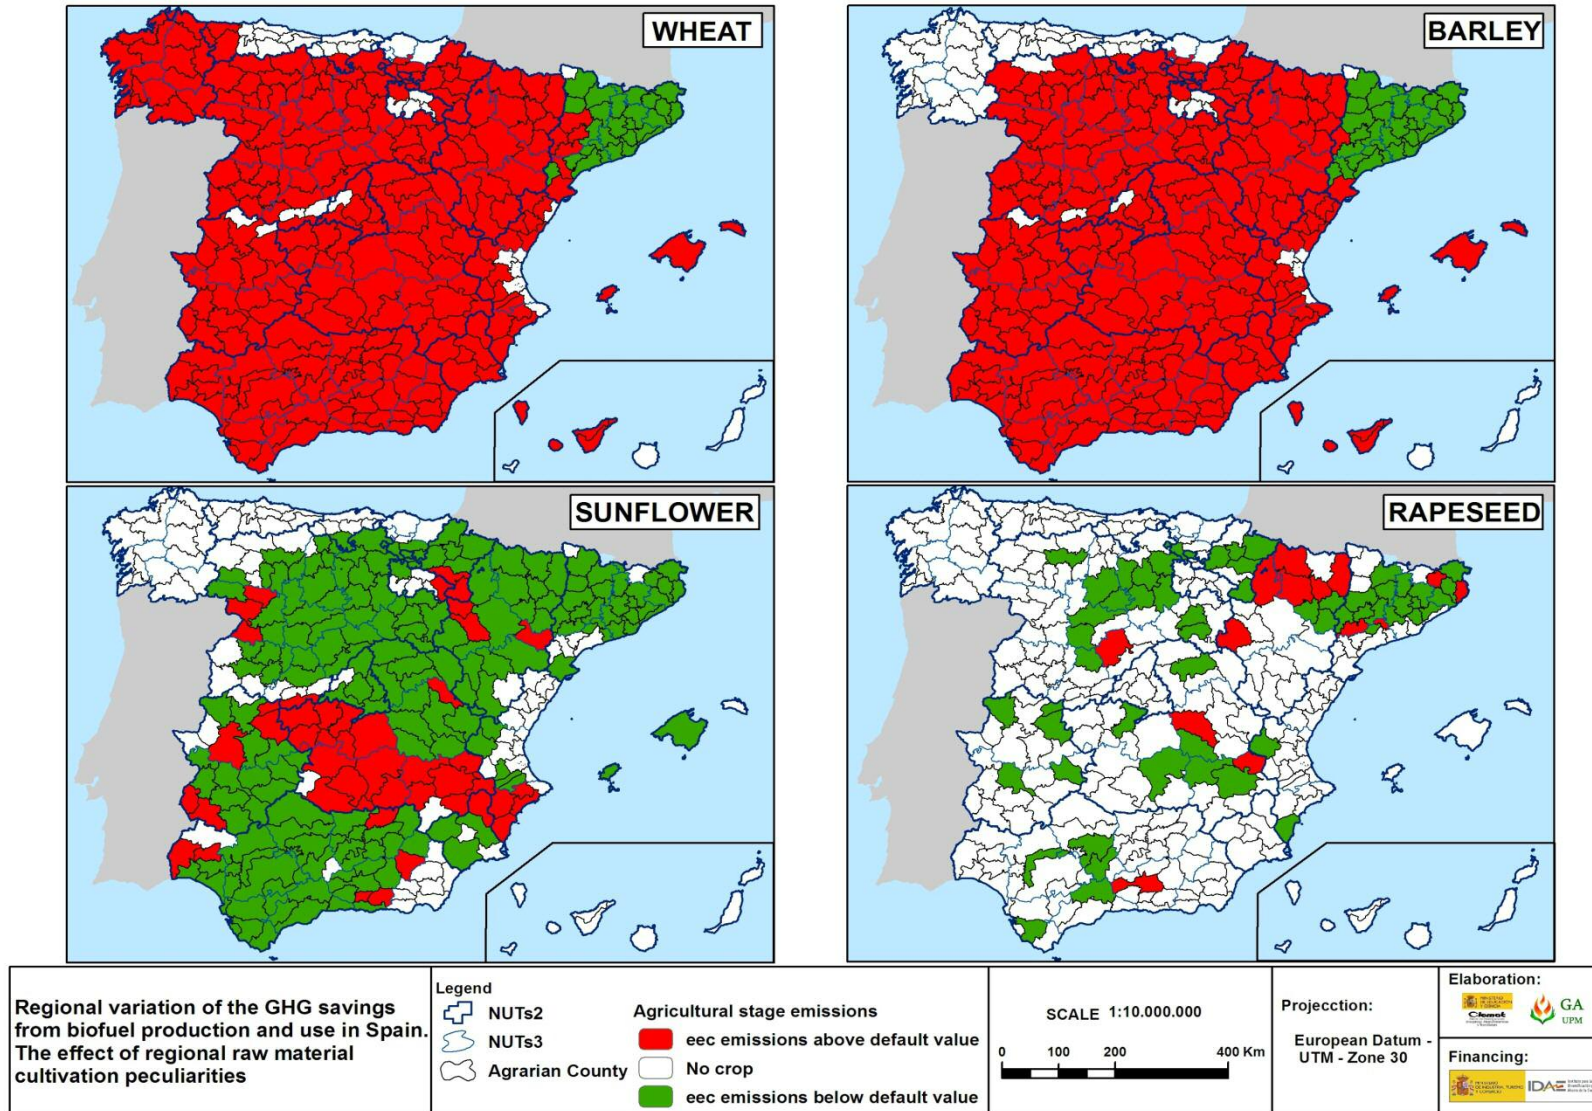 WHEAT
BARLEY
SUNFLOWER
RAPESEED
Regional variation of the GHG savings
from biofuel production and use in Spain.
The effect of regional raw material
cultivation peculiarities
Legend
NUTs2
NUTs3
Agrarian County
Agricultural stage emissions
eec emissions above default value
No crop
eec emissions below default value
SCALE 1:10.000.000
0 100 200 400 Km
Projecction:
European Datum -
UTM - Zone 30
Elaboration:
Ciemat
GA
UPM
Financing:
IDAE